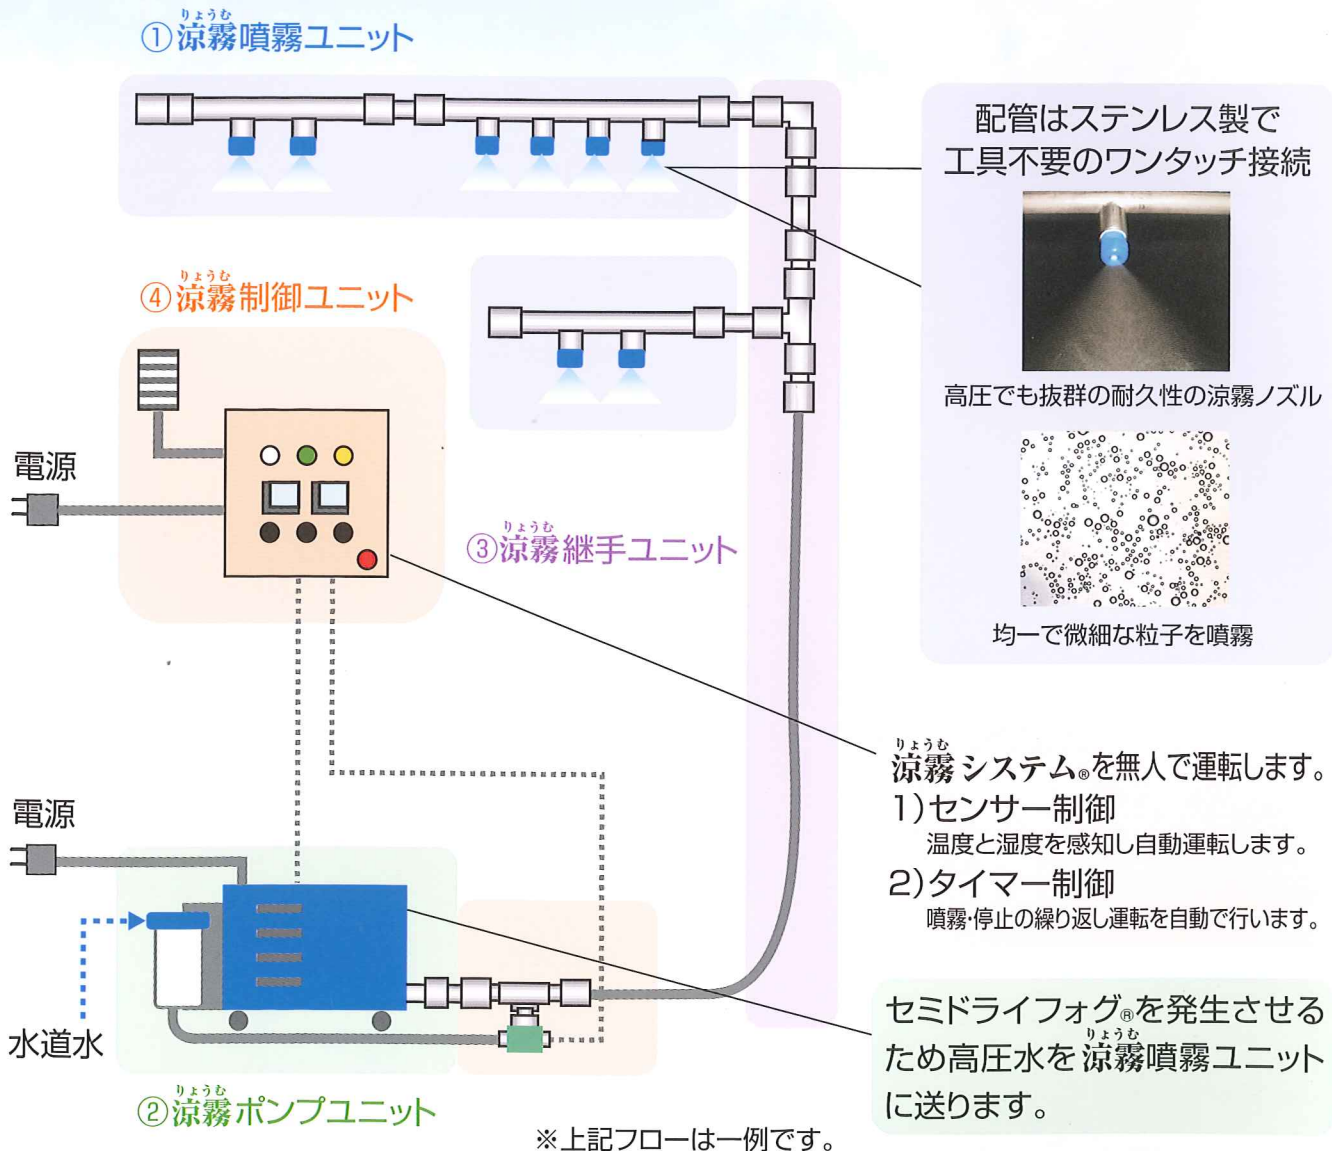 りょうむ
①涼霧噴霧ユニット
配管はステンレス製で
工具不要のワンタッチ接続
高圧でも抜群の耐久性の涼霧ノズル
均一で微細な粒子を噴霧
りょうむ
④涼霧制御ユニット
電源
りょうむ
③涼霧継手ユニット
りょうむ
涼霧システム®を無人で運転します。
1)センサー制御
温度と湿度を感知し自動運転します。
2)タイマー制御
噴霧・停止の繰り返し運転を自動で行います。
電源
水道水
りょうむ
②涼霧ポンプユニット
セミドライフォグ®を発生させる
りょうむ
ため高圧水を涼霧噴霧ユニット
に送ります。
※上記フローは一例です。